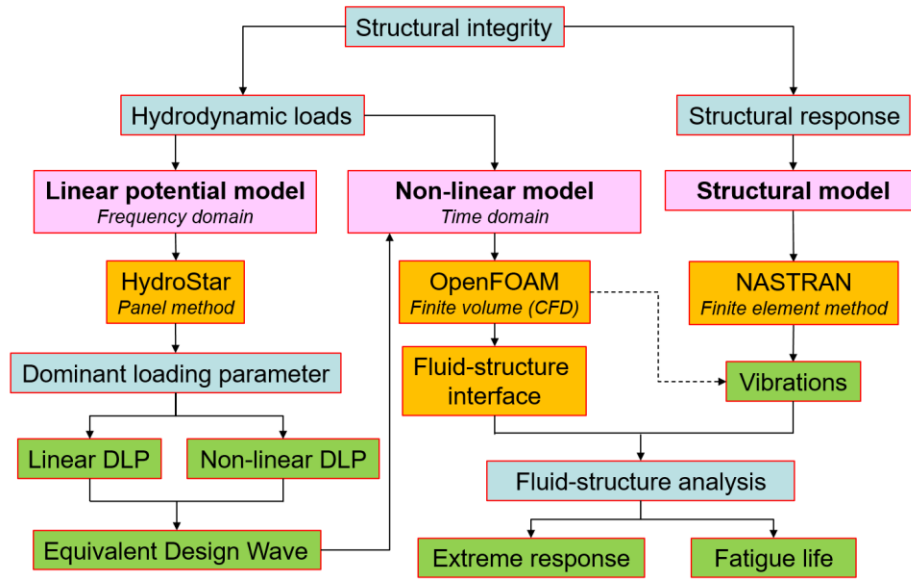 Structural integrity
Hydrodynamic loads
Structural response
Linear potential model
Frequency domain
Non-linear model
Time domain
Structural model
HydroStar
Panel method
OpenFOAM
Finite volume (CFD)
NASTRAN
Finite element method
Dominant loading parameter
Fluid-structure
interface
Vibrations
Linear DLP
Non-linear DLP
Fluid-structure analysis
Equivalent Design Wave
Extreme response
Fatigue life